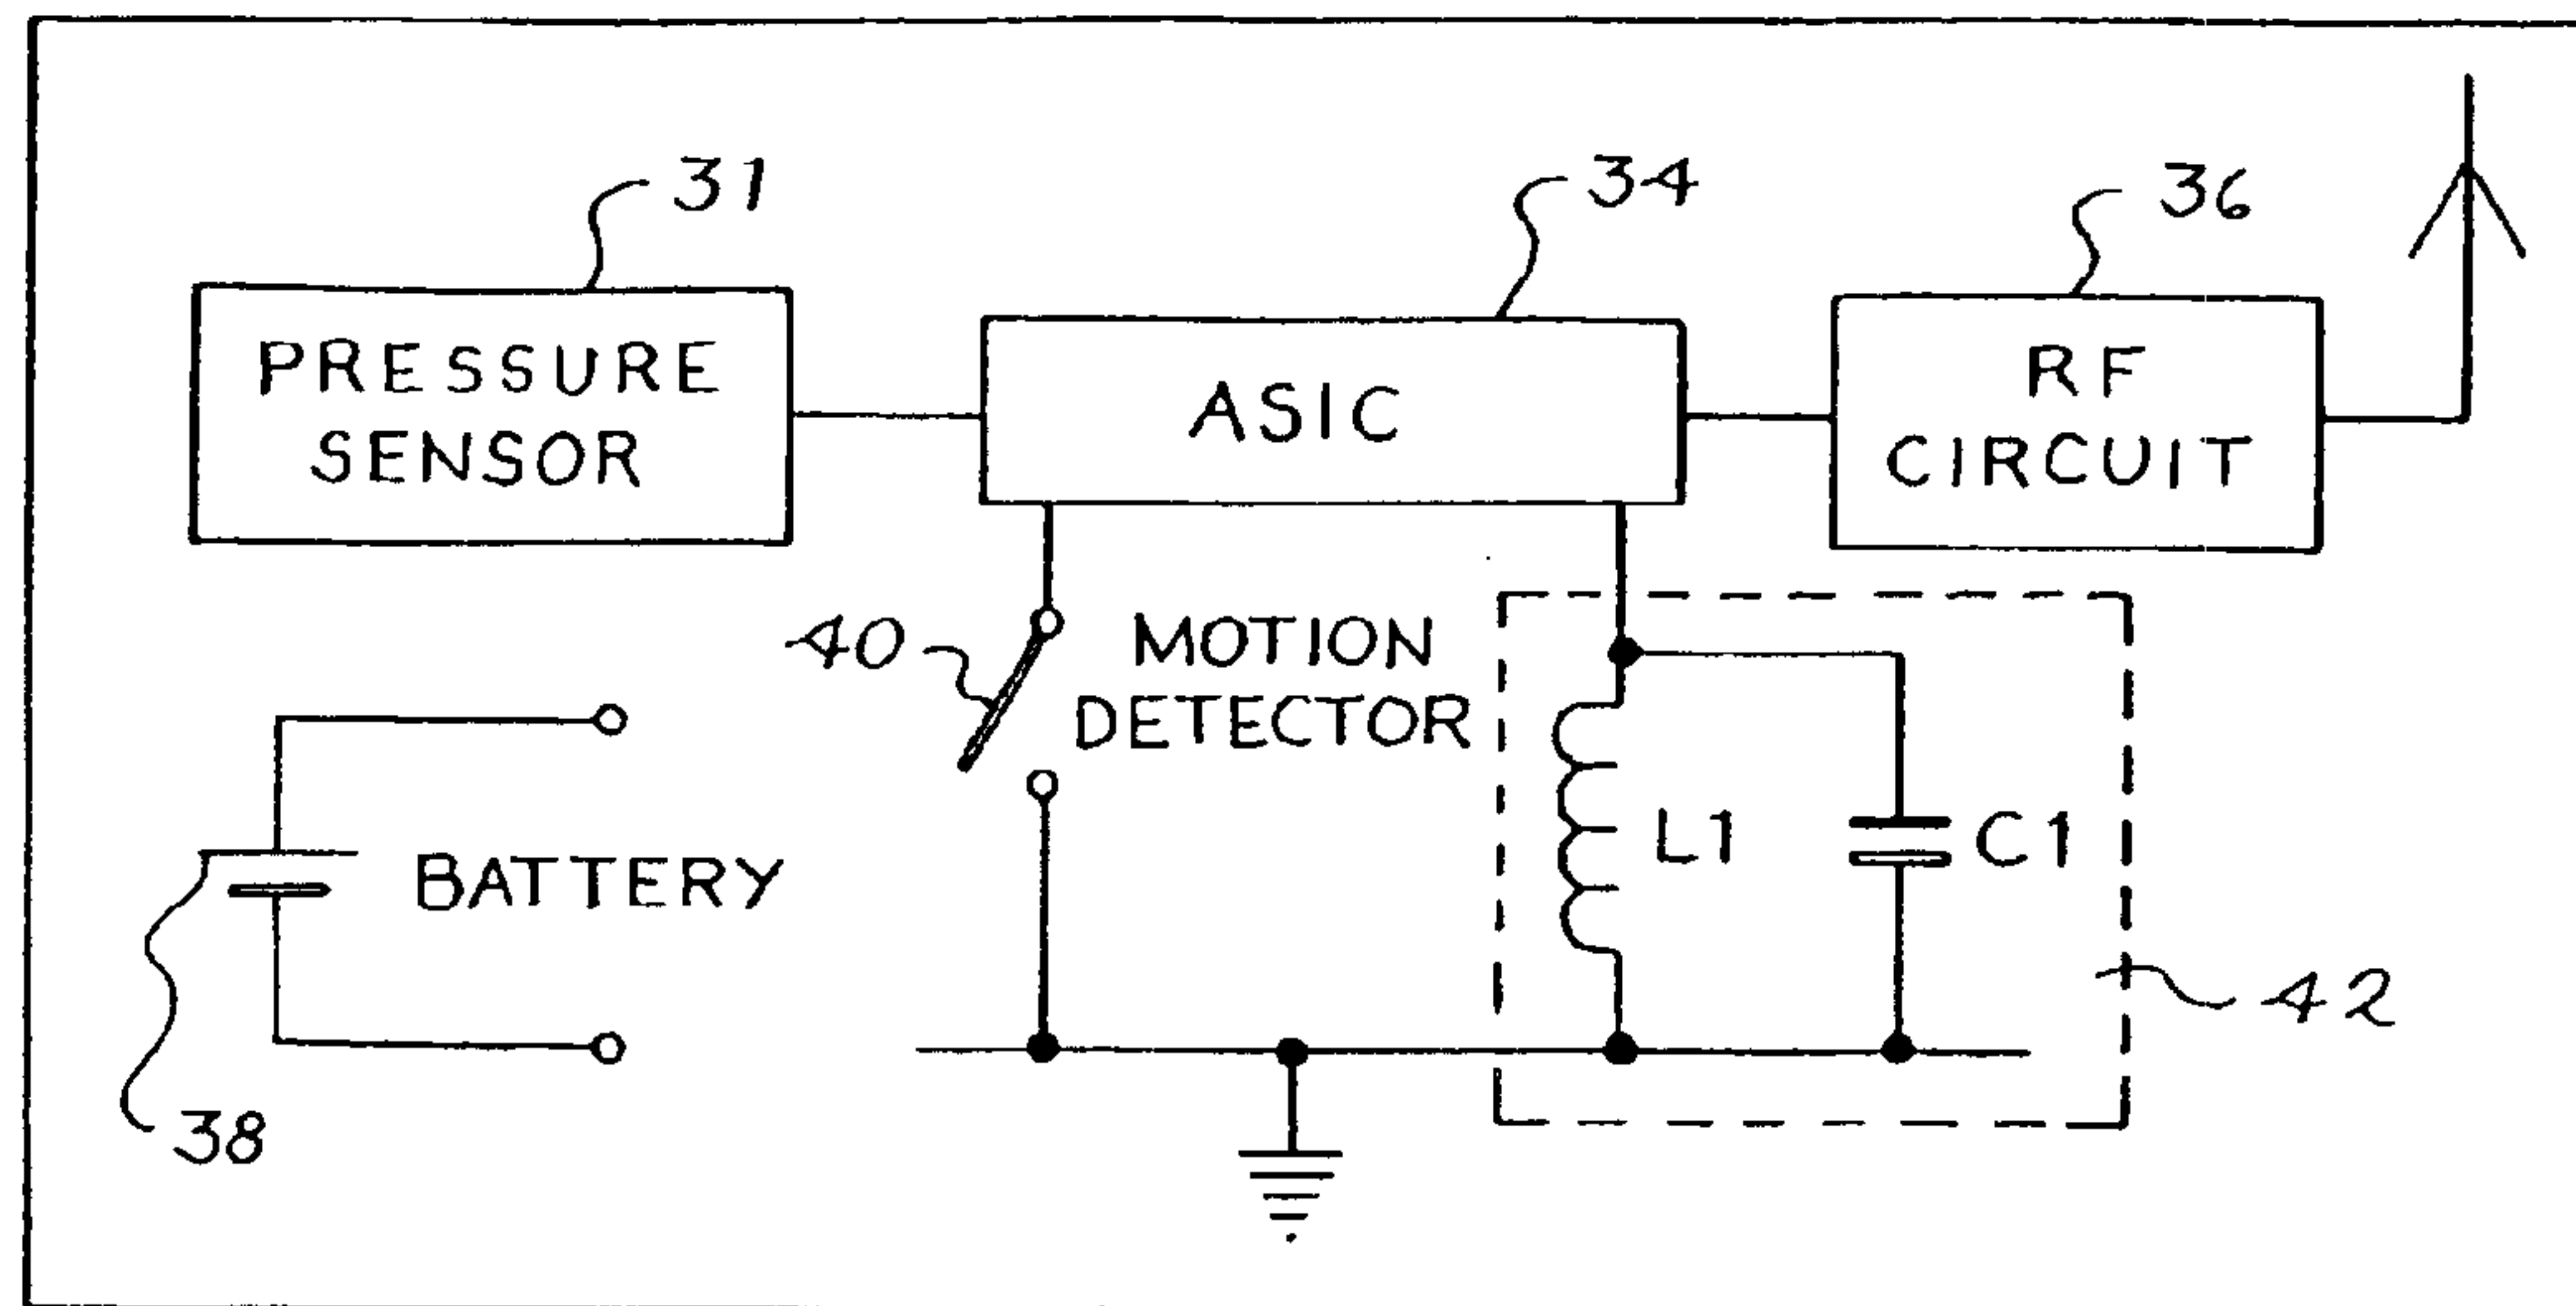 31
34
36
PRESSURE
SENSOR
ASIC
RF
CIRCUIT
40
MOTION
DETECTOR
L1
C1
BATTERY
42
38